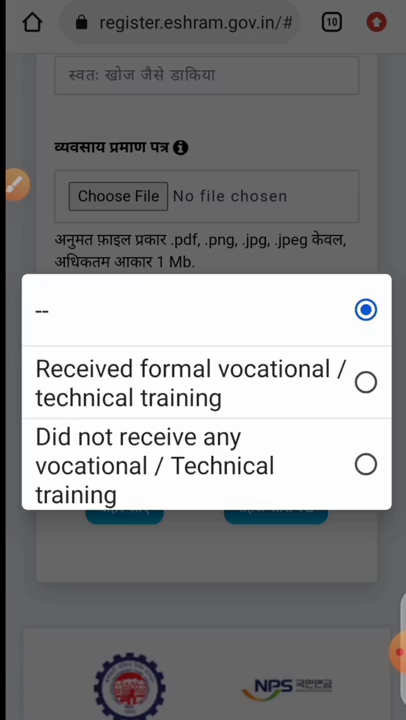 register.eshram.gov.in/#
10
स्वतः खोज जैसे डाकिया
व्यवसाय प्रमाण पत्र
Choose File No file chosen
अनुमत फ़ाइल प्रकार .pdf, .png, .jpg, .jpeg केवल,
अधिकतम आकार 1 Mb.
--
Received formal vocational /
technical training
Did not receive any
vocational / Technical
training
NPS